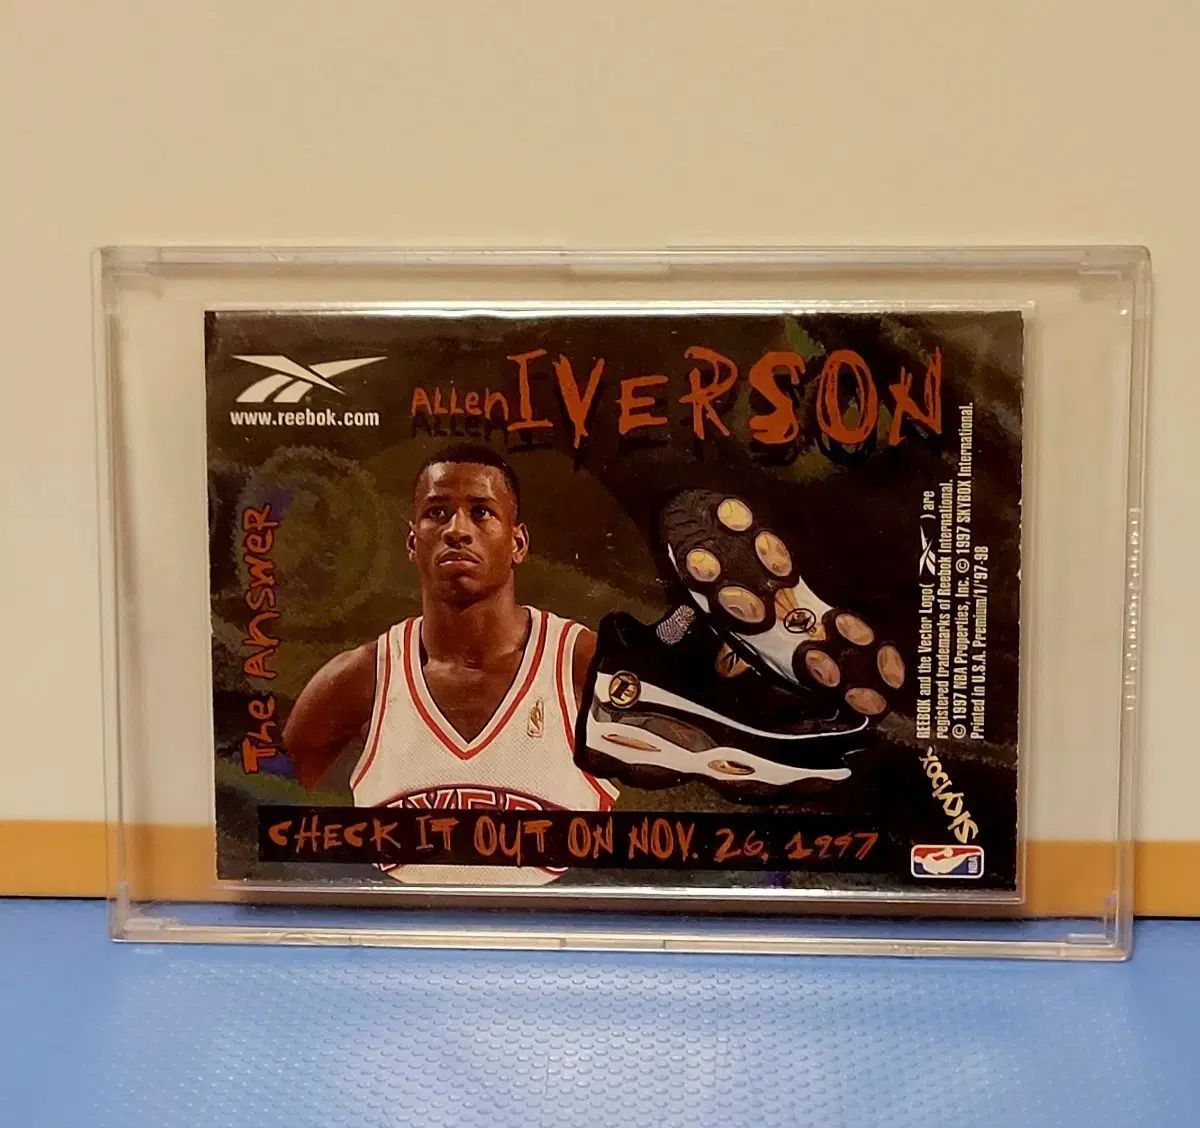 www.reebok.com
ALLEN IVERSON
The ANSWER
SIXERS
CHECK IT OUT ON NOV. 26, 1997
REEBOK and the Vector Logo( ) are
registered trademarks of Reebok International.
© 1997 NBA Properties, Inc. © 1997 SKYBOX International.
Printed in U.S.A. Premium/1/'97-98
skybox
NBA